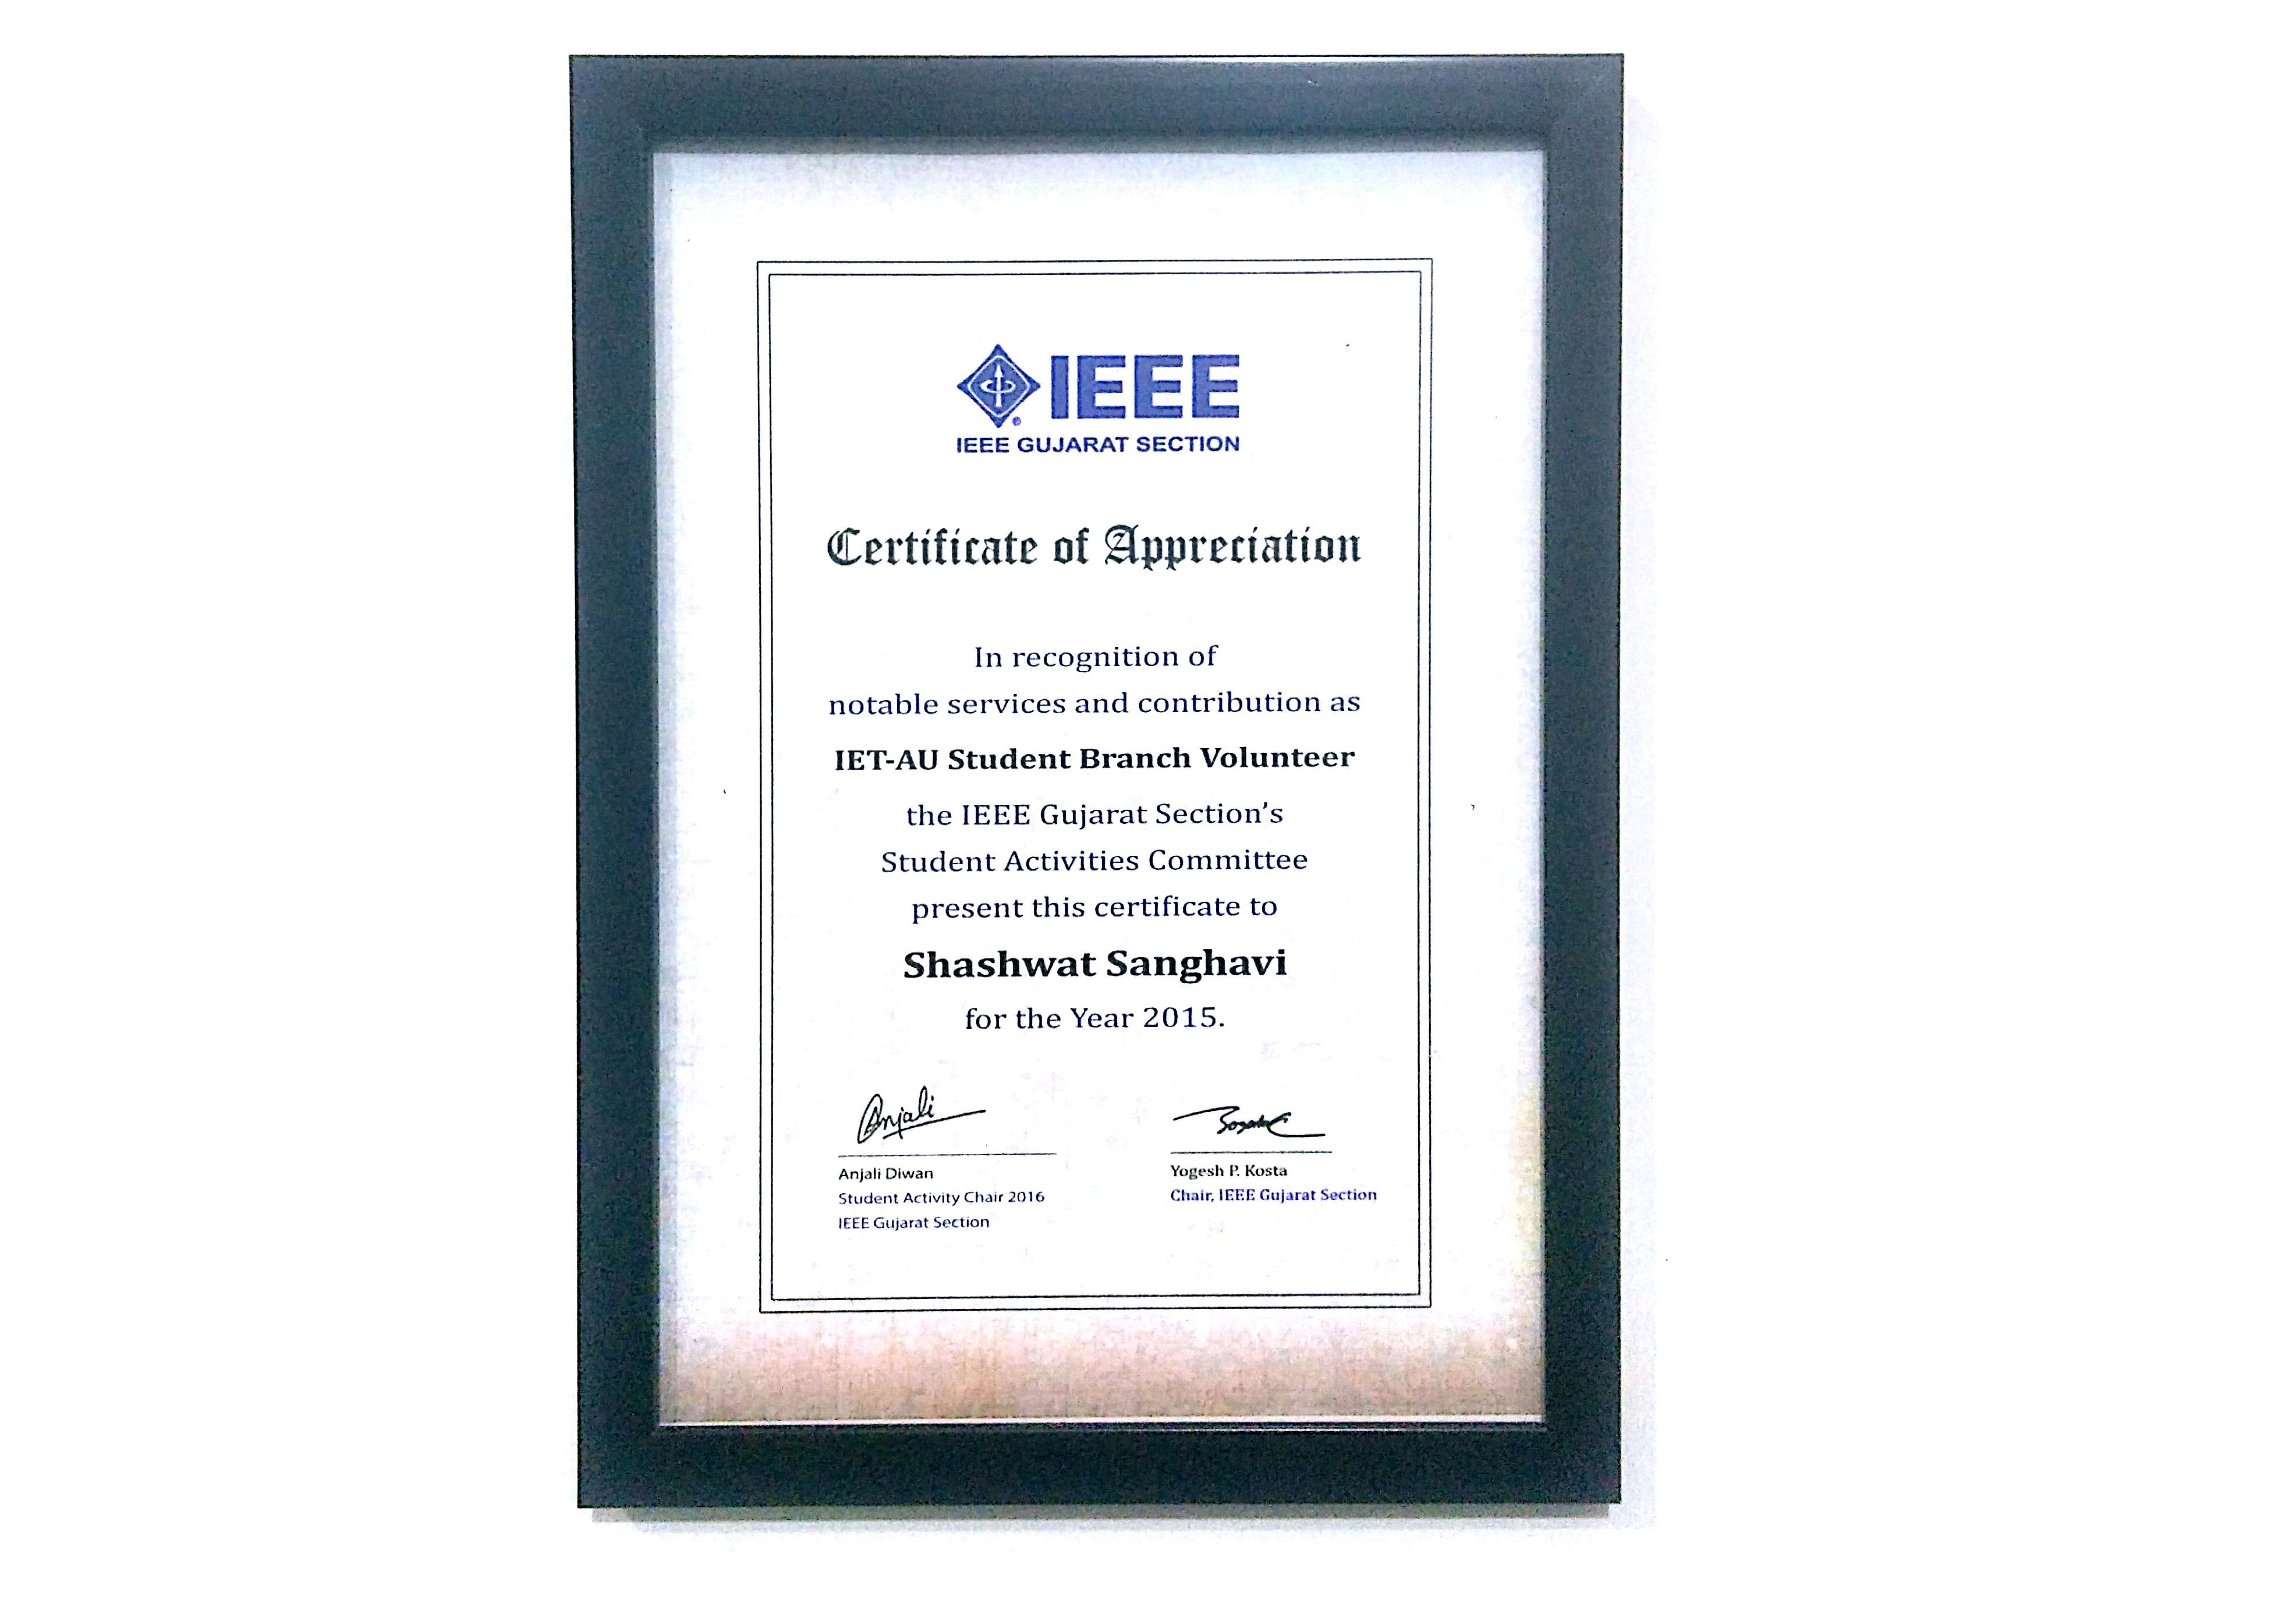 IEEE
IEEE GUJARAT SECTION
Certificate of Appreciation
In recognition of
notable services and contribution as
IET-AU Student Branch Volunteer
the IEEE Gujarat Section's
Student Activities Committee
present this certificate to
Shashwat Sanghavi
for the Year 2015.
Anjali
Anjali Diwan
Student Activity Chair 2016
IEEE Gujarat Section
Yogesh P. Kosta
Chair, IEEE Gujarat Section